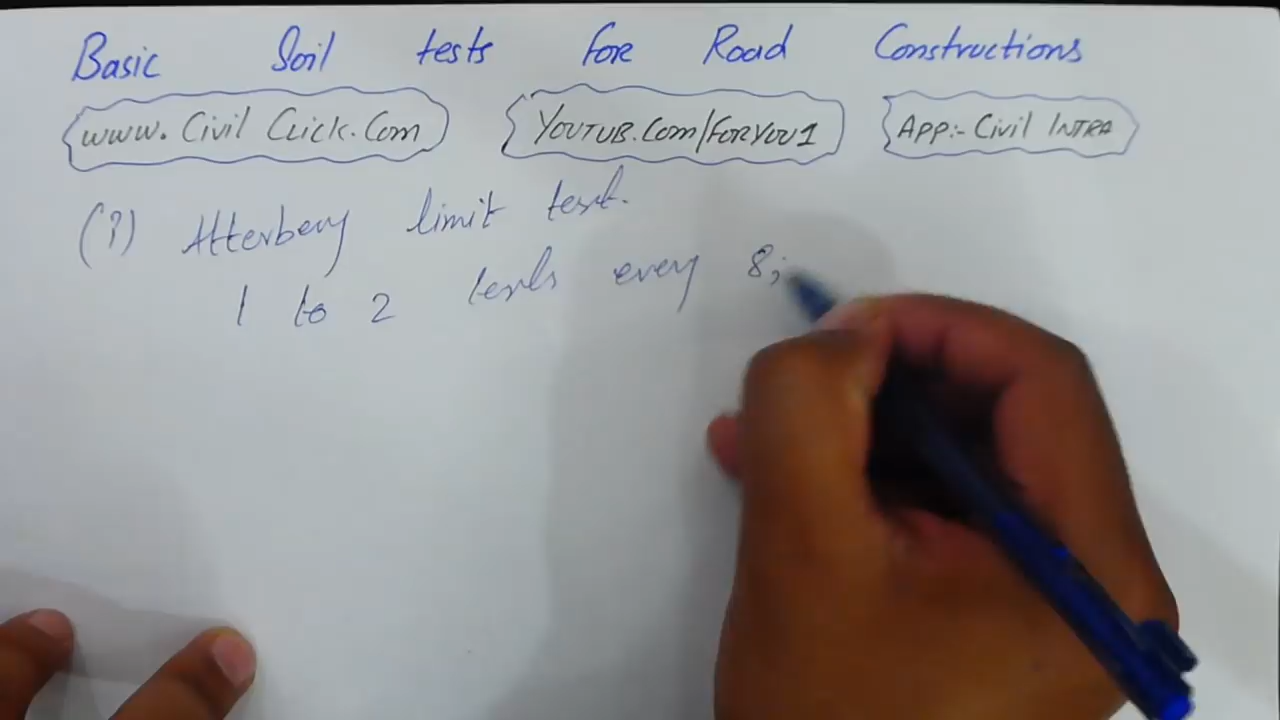 Basic Soil tests for Road Constructions
www. Civil Click.Com YOUTUB.Com/FORYOU1 APP:- Civil INTRA
(i) Atterberg limit test.
1 to 2 tests every 8,